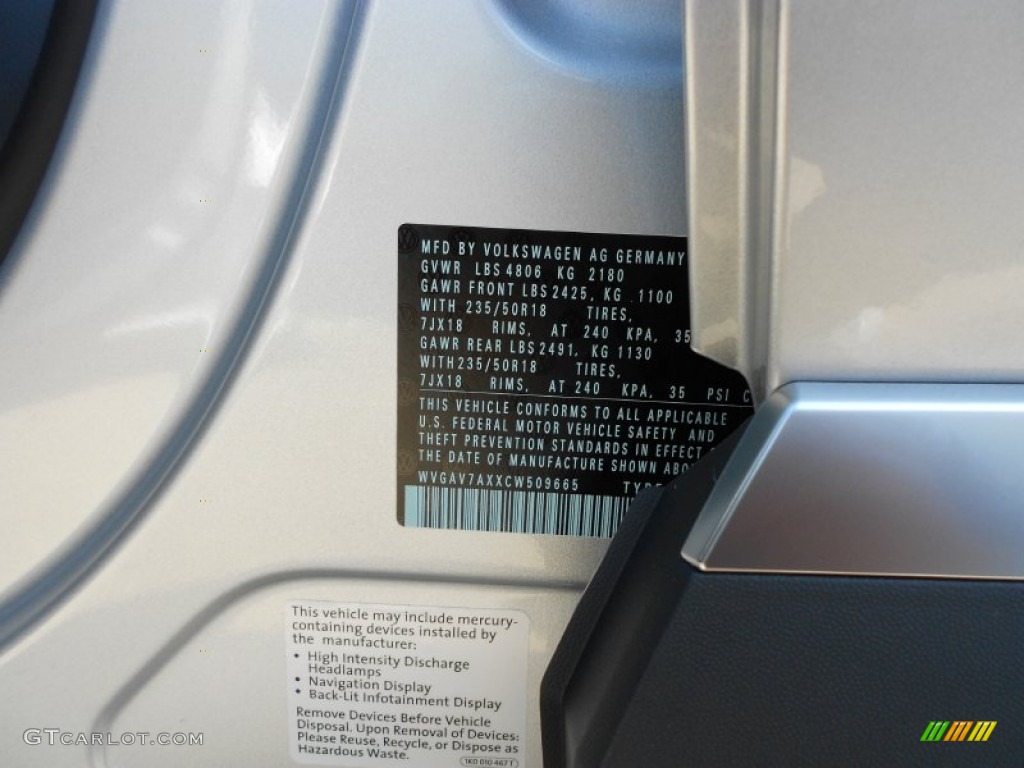 MFD BY VOLKSWAGEN AG GERMANY
GVWR LBS 4806 KG 2180
GAWR FRONT LBS 2425, KG 1100
WITH 235/50R18 TIRES,
7JX18 RIMS, AT 240 KPA, 35
GAWR REAR LBS 2491, KG 1130
WITH 235/50R18 TIRES,
7JX18 RIMS, AT 240 KPA, 35 PSI C
THIS VEHICLE CONFORMS TO ALL APPLICABLE
U.S. FEDERAL MOTOR VEHICLE SAFETY AND
THEFT PREVENTION STANDARDS IN EFFECT
THE DATE OF MANUFACTURE SHOWN ABO
WVGAV7AXXCW509665 TYPE
This vehicle may include mercury-
containing devices installed by
the manufacturer:
• High Intensity Discharge
Headlamps
• Navigation Display
• Back-Lit Infotainment Display
Remove Devices Before Vehicle
Disposal. Upon Removal of Devices:
Please Reuse, Recycle, or Dispose as
Hazardous Waste.
1K0 010 467 T
GTCARLOT.COM